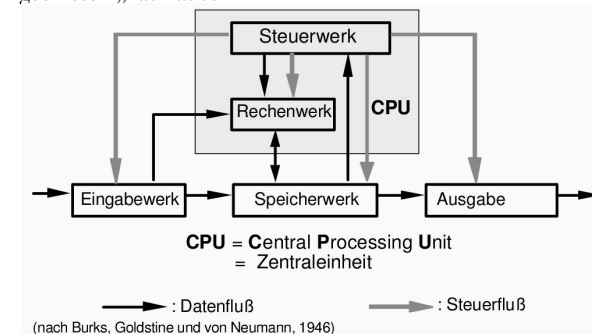 Steuerwerk
Rechenwerk
CPU
Eingabewerk
Speicherwerk
Ausgabe
CPU = Central Processing Unit
= Zentraleinheit
: Datenfluß
: Steuerfluß
(nach Burks, Goldstine und von Neumann, 1946)